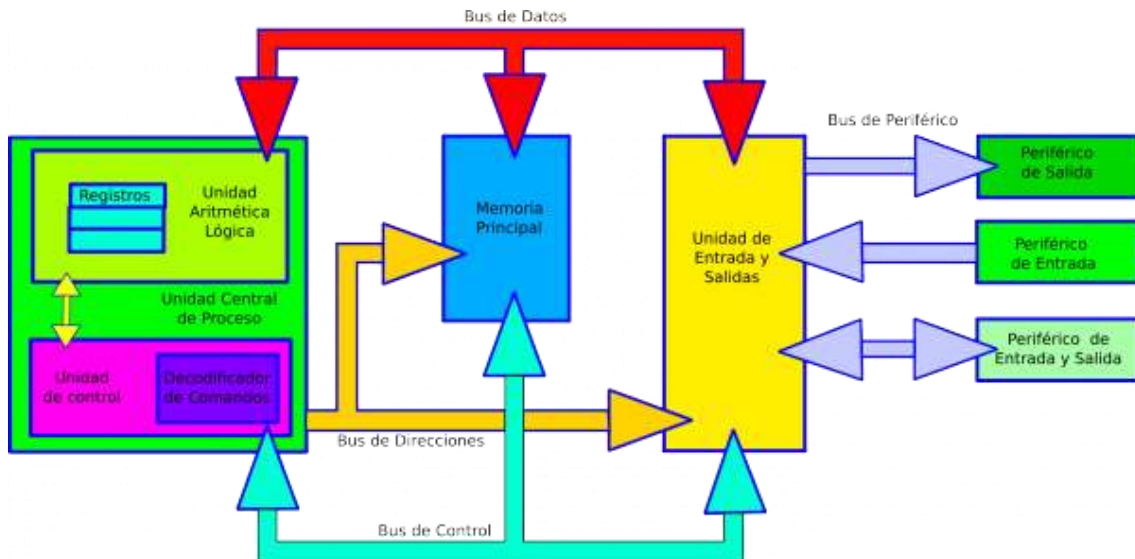 Bus de Datos
Bus de Periférico
Registros
Unidad
Aritmética
Lógica
Unidad Central
de Proceso
Unidad
de control
Decodificador
de Comandos
Memoria
Principal
Unidad de
Entrada y
Salidas
Periférico
de Salida
Periférico
de Entrada
Periférico de
Entrada y Salida
Bus de Direcciones
Bus de Control